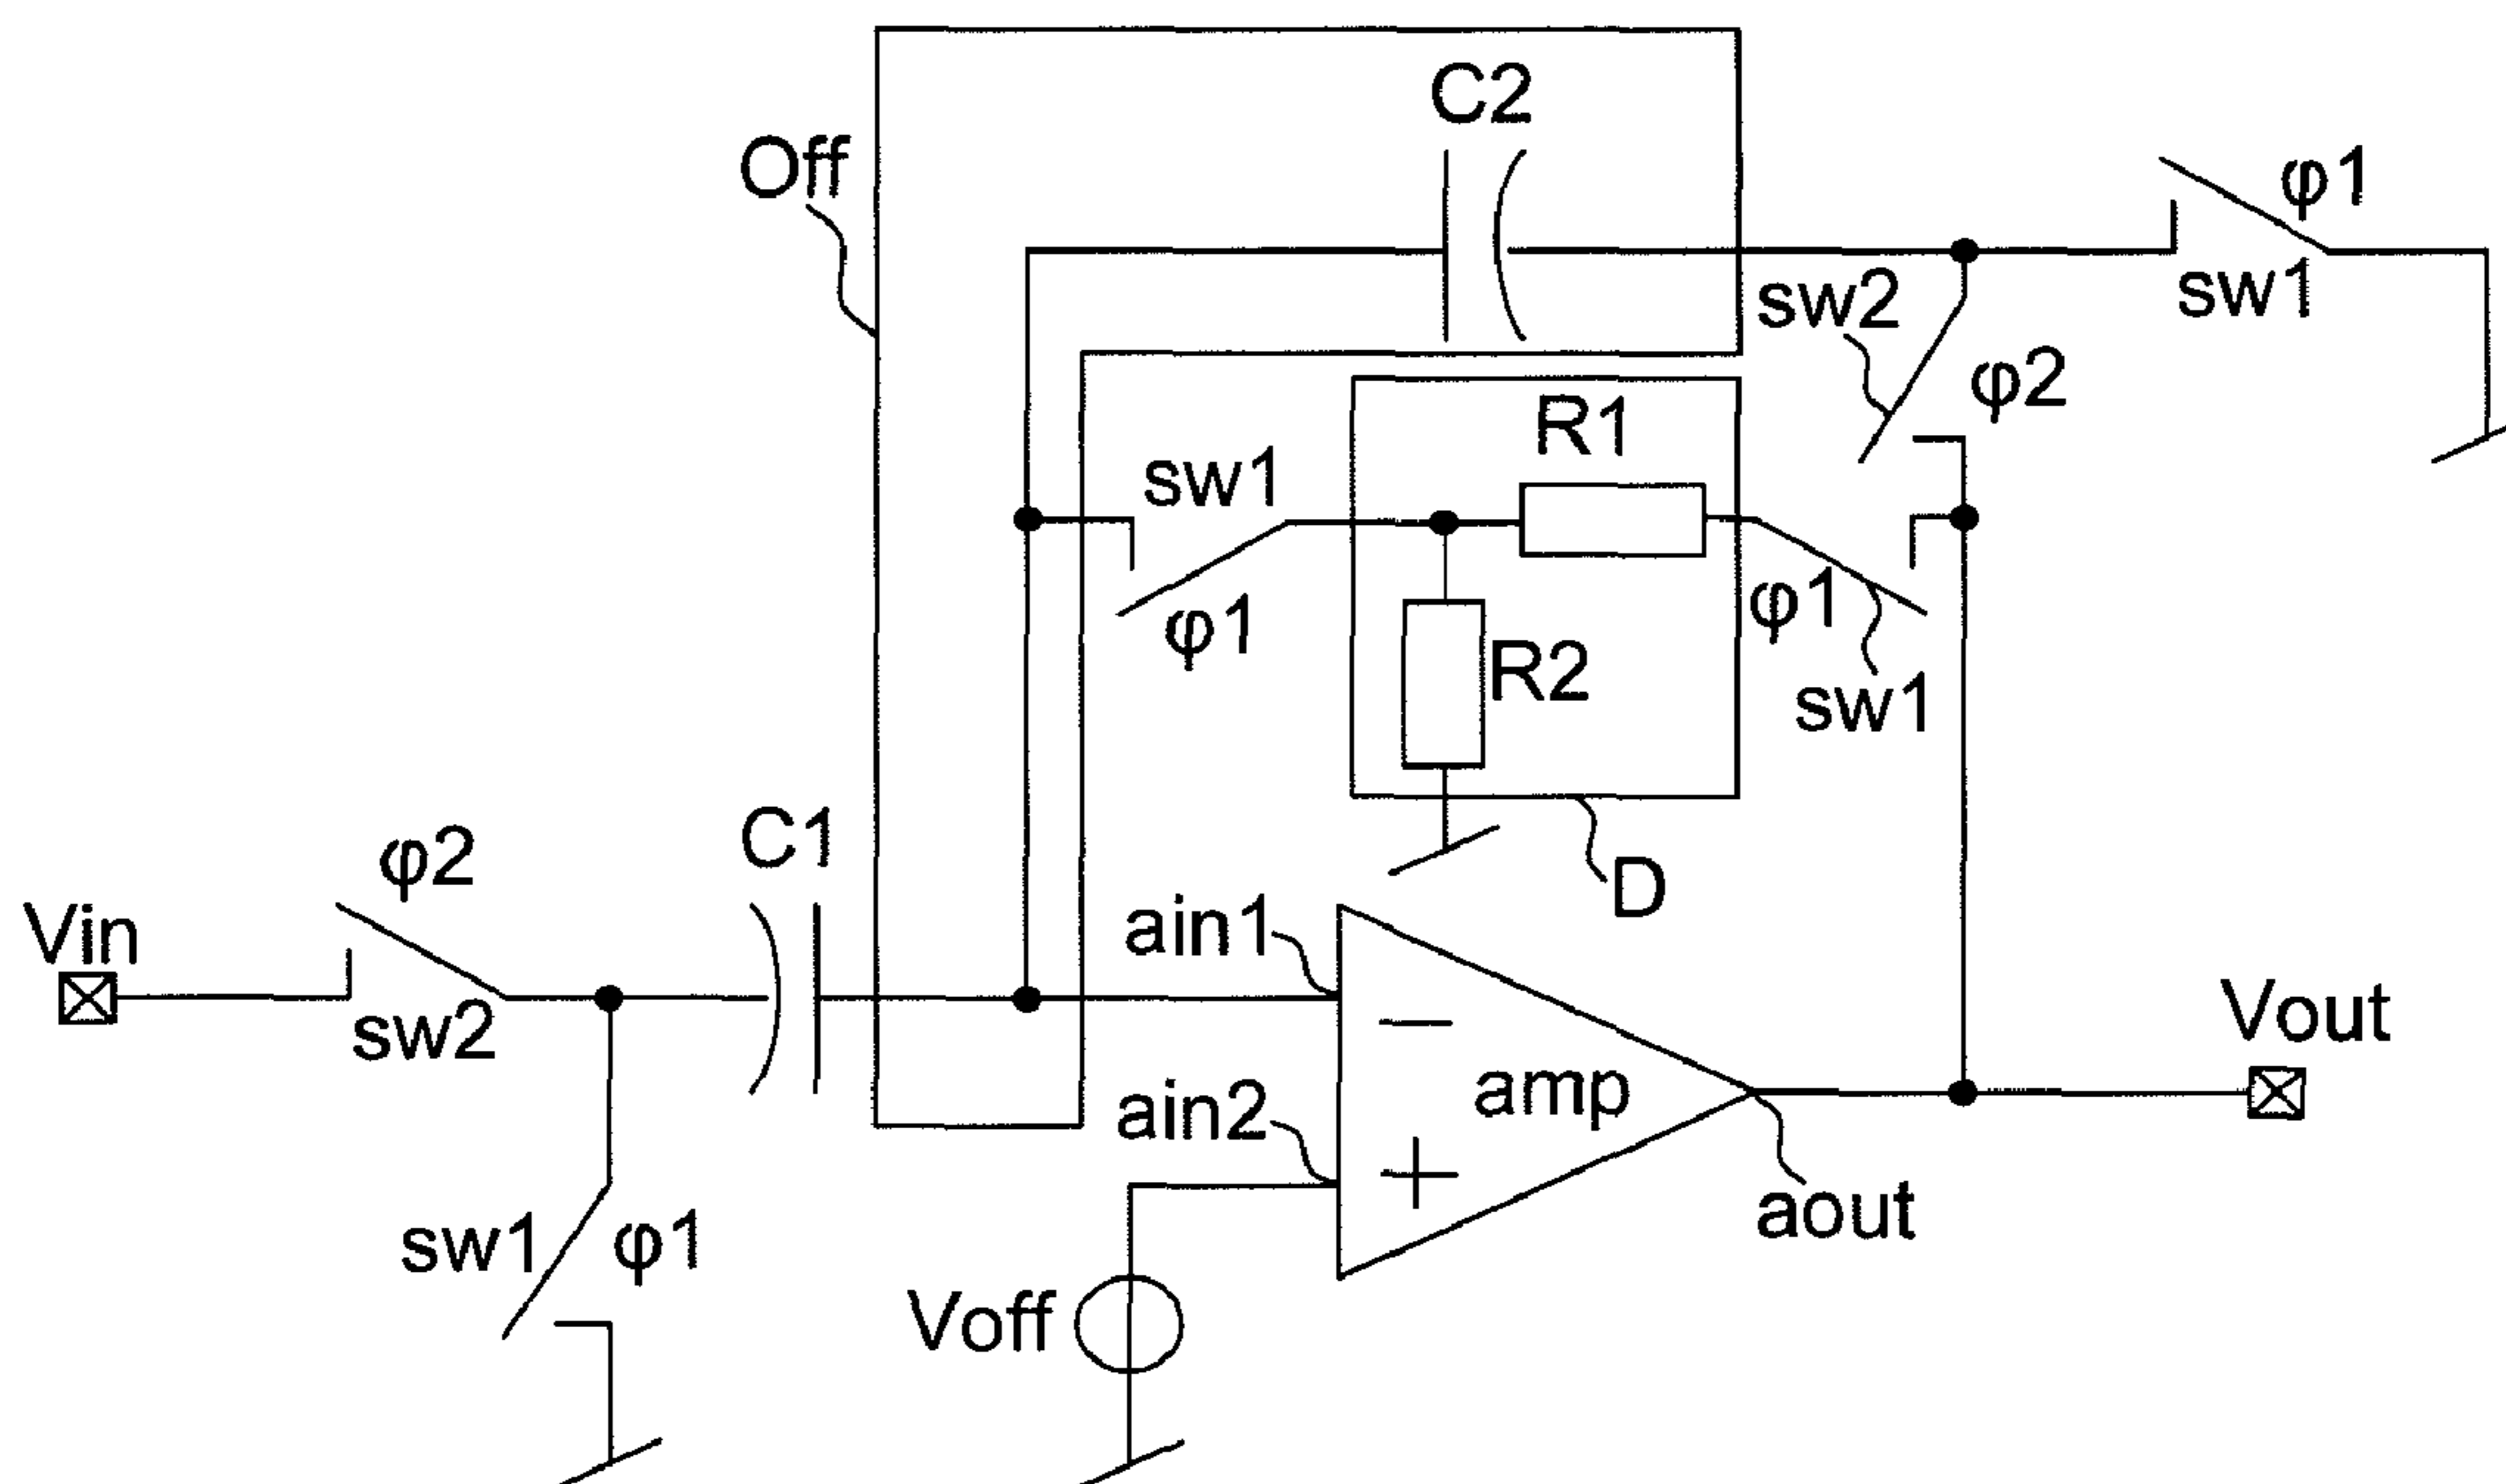 C2
Off
φ1
sw1
sw2
φ2
R1
sw1
φ1
φ1
R2
sw1
C1
φ2
D
Vin
ain1
sw2
Vout
amp
ain2
aout
sw1
φ1
Voff